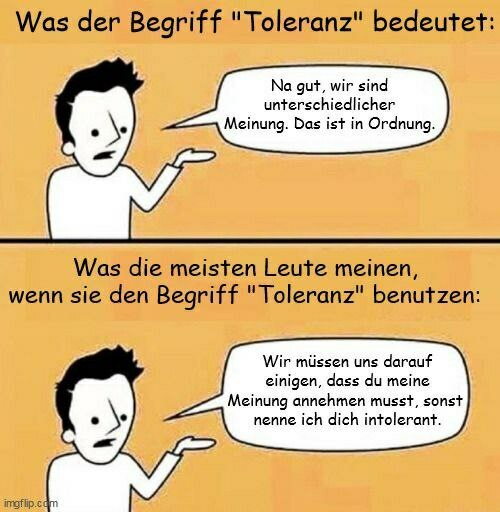 Was der Begriff "Toleranz" bedeutet:
Na gut, wir sind
unterschiedlicher
Meinung. Das ist in Ordnung.
Was die meisten Leute meinen,
wenn sie den Begriff "Toleranz" benutzen:
Wir müssen uns darauf
einigen, dass du meine
Meinung annehmen musst, sonst
nenne ich dich intolerant.
imgflip.com